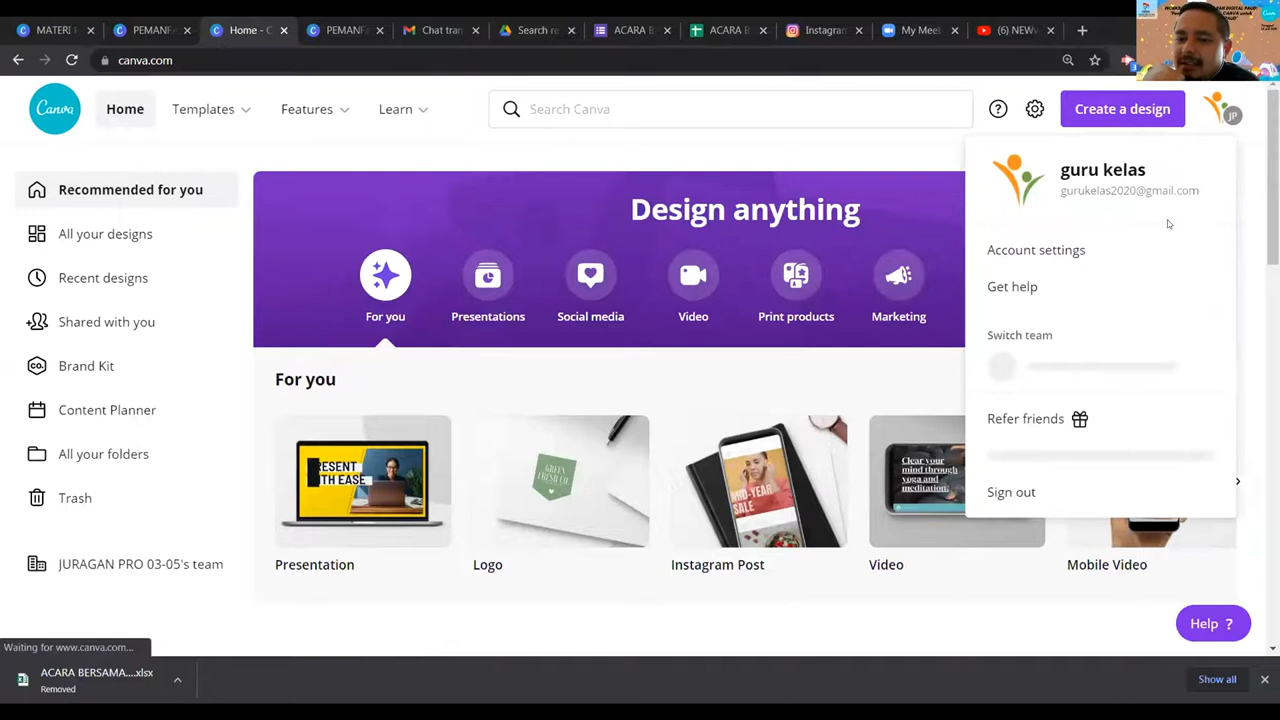 MATERI
PEMANF
Home - C
PEMANF
Chat tran
Search re
ACARA B
ACARA B
Instagram
My Mee
(6) NEW
canva.com
Canva
Home
Templates
Features
Learn
Search Canva
Create a design
JP
Recommended for you
All your designs
Recent designs
Shared with you
Brand Kit
Content Planner
All your folders
Trash
JURAGAN PRO 03-05's team
Design anything
For you
Presentations
Social media
Video
Print products
Marketing
For you
PRESENT
WITH EASE
GREEN
FRESH CO.
MID-YEAR
SALE
Clear your
mind through
yoga and
meditation.
Presentation
Logo
Instagram Post
Video
Mobile Video
guru kelas
gurukelas2020@gmail.com
Account settings
Get help
Switch team
Refer friends
Sign out
Help ?
Waiting for www.canva.com...
ACARA BERSAMA....xlsx
Removed
Show all